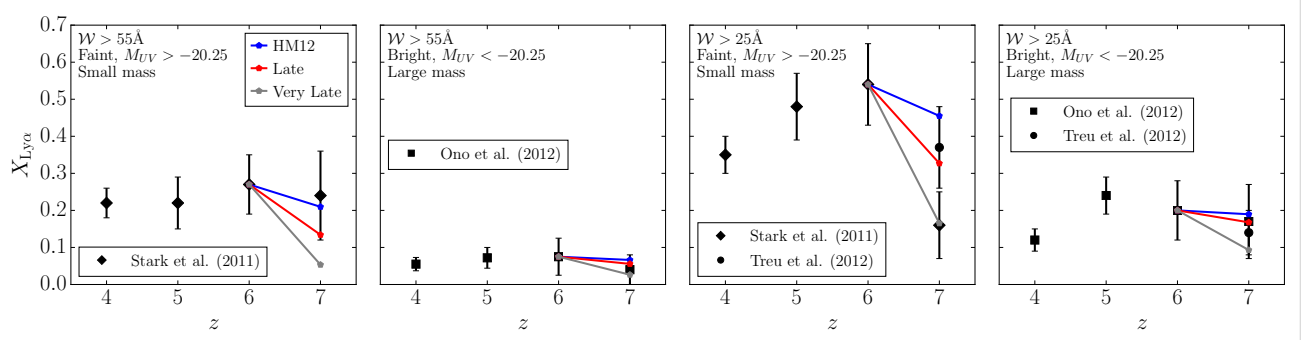 0.7
0.6
0.5
0.4
0.3
0.2
0.1
0.0
X_Lyα
W > 55Å
Faint, M_UV > −20.25
Small mass
HM12
Late
Very Late
Stark et al. (2011)
4 5 6 7
z
W > 55Å
Bright, M_UV < −20.25
Large mass
Ono et al. (2012)
4 5 6 7
z
W > 25Å
Faint, M_UV > −20.25
Small mass
Stark et al. (2011)
Treu et al. (2012)
4 5 6 7
z
W > 25Å
Bright, M_UV < −20.25
Large mass
Ono et al. (2012)
Treu et al. (2012)
4 5 6 7
z